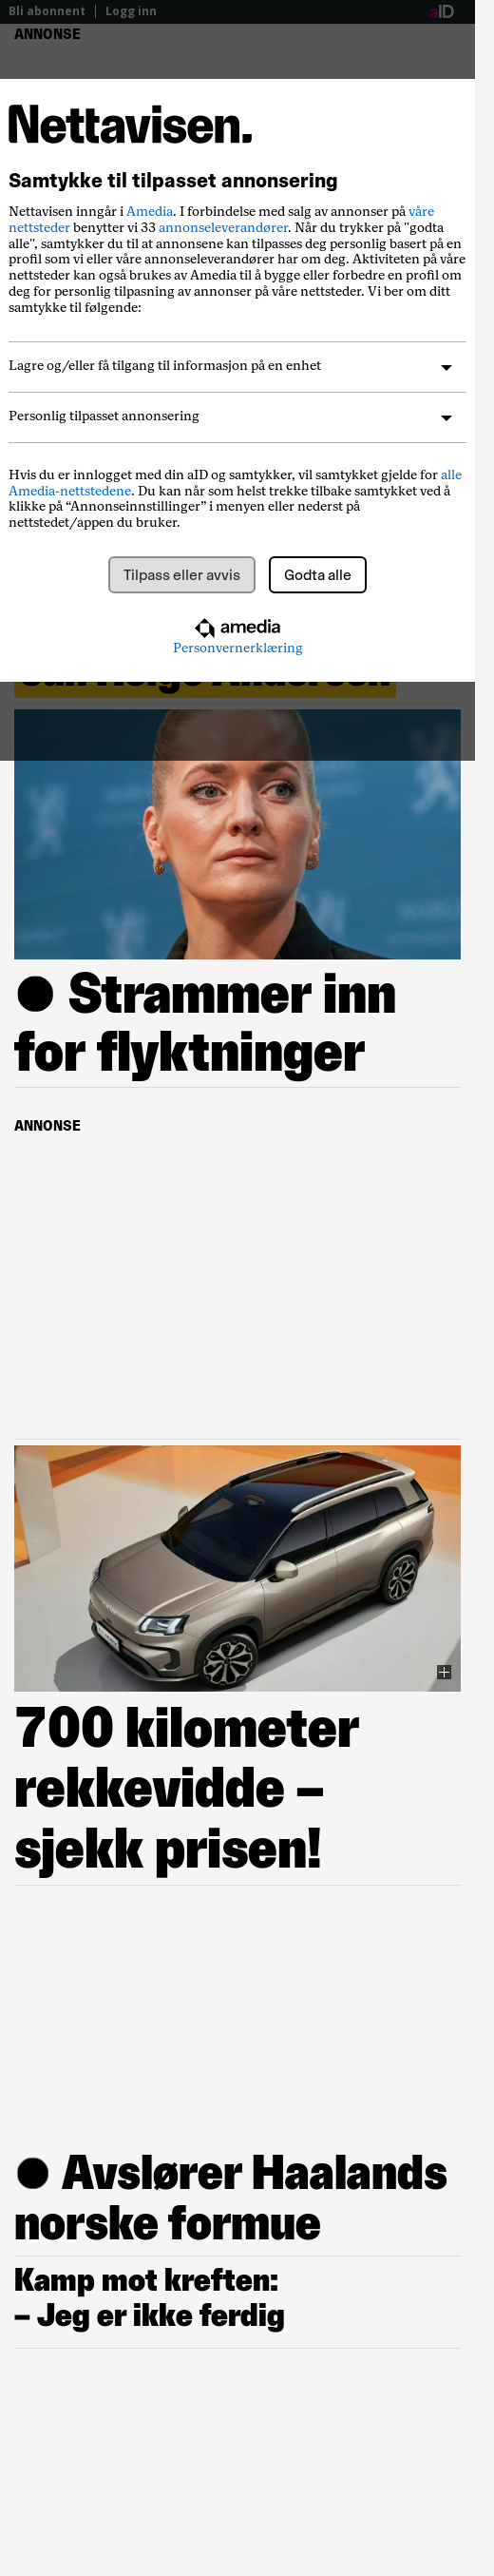 Bli abonnent | Logg inn
aID
ANNONSE
Nettavisen.
Samtykke til tilpasset annonsering
Nettavisen inngår i Amedia. I forbindelse med salg av annonser på våre
nettsteder benytter vi 33 annonseleverandører. Når du trykker på "godta
alle", samtykker du til at annonsene kan tilpasses deg personlig basert på en
profil som vi eller våre annonseleverandører har om deg. Aktiviteten på våre
nettsteder kan også brukes av Amedia til å bygge eller forbedre en profil om
deg for personlig tilpasning av annonser på våre nettsteder. Vi ber om ditt
samtykke til følgende:
Lagre og/eller få tilgang til informasjon på en enhet
Personlig tilpasset annonsering
Hvis du er innlogget med din aID og samtykker, vil samtykket gjelde for alle
Amedia-nettstedene. Du kan når som helst trekke tilbake samtykket ved å
klikke på “Annonseinnstillinger” i menyen eller nederst på
nettstedet/appen du bruker.
Tilpass eller avvis
Godta alle
amedia
Personvernerklæring
Strammer inn
for flyktninger
ANNONSE
700 kilometer
rekkevidde –
sjekk prisen!
Avslører Haalands
norske formue
Kamp mot kreften:
– Jeg er ikke ferdig